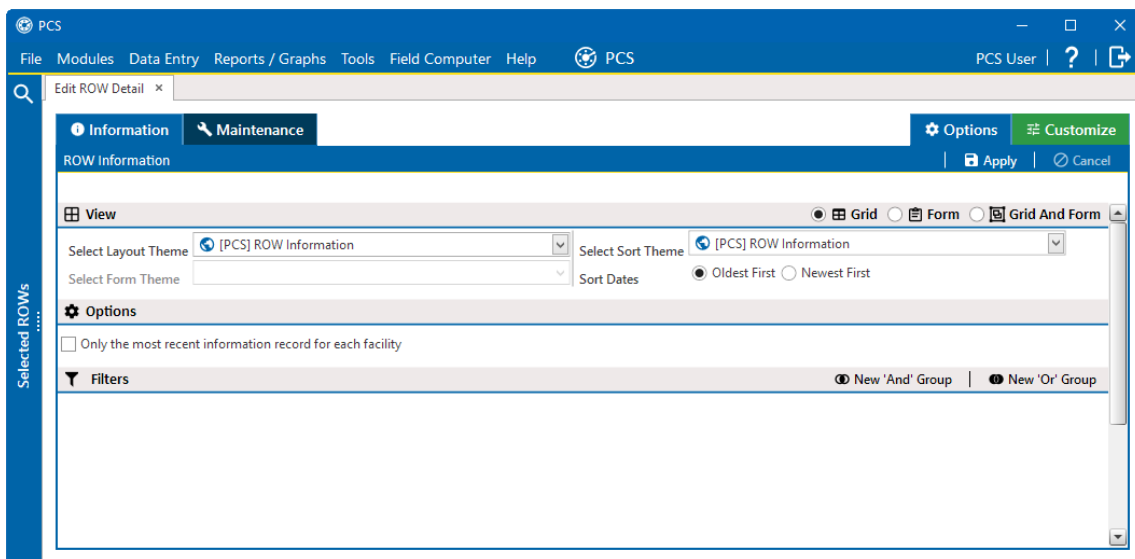 PCS
File Modules Data Entry Reports / Graphs Tools Field Computer Help PCS PCS User ?
Edit ROW Detail ×
Information Maintenance Options Customize
ROW Information Apply Cancel
View Grid Form Grid And Form
Select Layout Theme [PCS] ROW Information Select Sort Theme [PCS] ROW Information
Select Form Theme Sort Dates Oldest First Newest First
Options
Only the most recent information record for each facility
Filters New 'And' Group New 'Or' Group
Selected ROWs